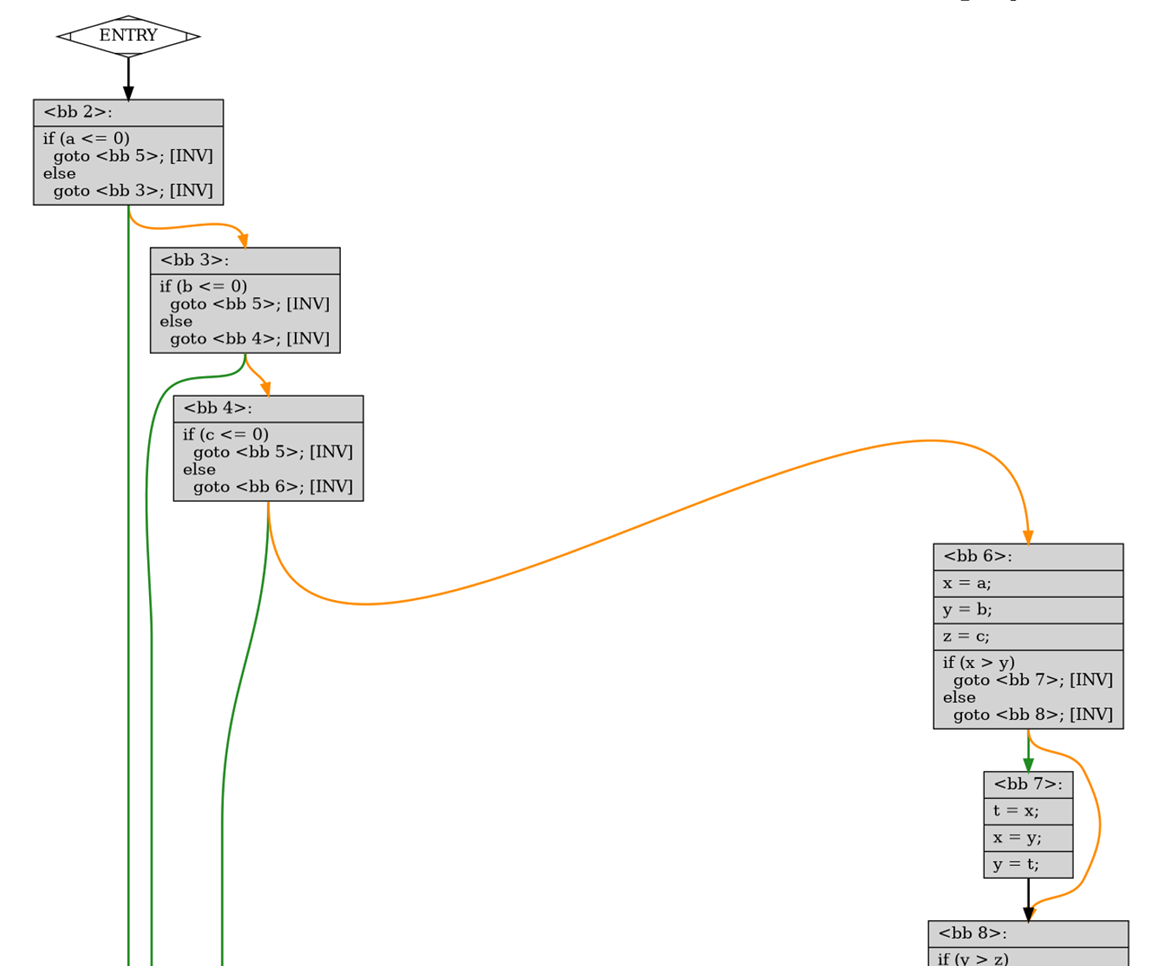 ENTRY
<bb 2>:
if (a <= 0)
goto <bb 5>; [INV]
else
goto <bb 3>; [INV]
<bb 3>:
if (b <= 0)
goto <bb 5>; [INV]
else
goto <bb 4>; [INV]
<bb 4>:
if (c <= 0)
goto <bb 5>; [INV]
else
goto <bb 6>; [INV]
<bb 6>:
x = a;
y = b;
z = c;
if (x > y)
goto <bb 7>; [INV]
else
goto <bb 8>; [INV]
<bb 7>:
t = x;
x = y;
y = t;
<bb 8>:
if (y > z)